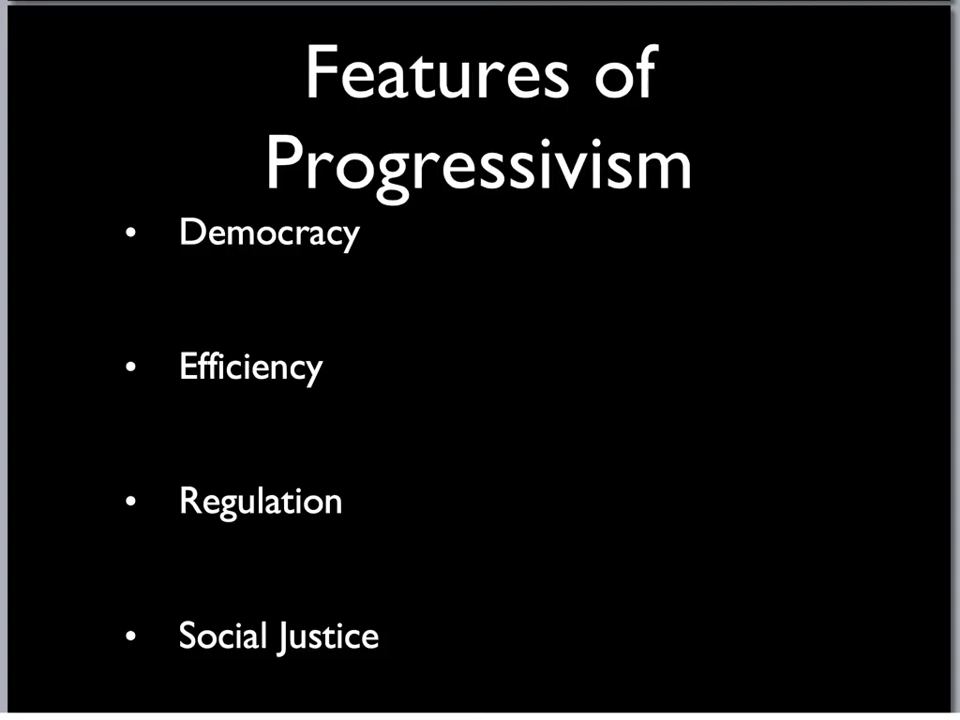 Features of
Progressivism
• Democracy
• Efficiency
• Regulation
• Social Justice